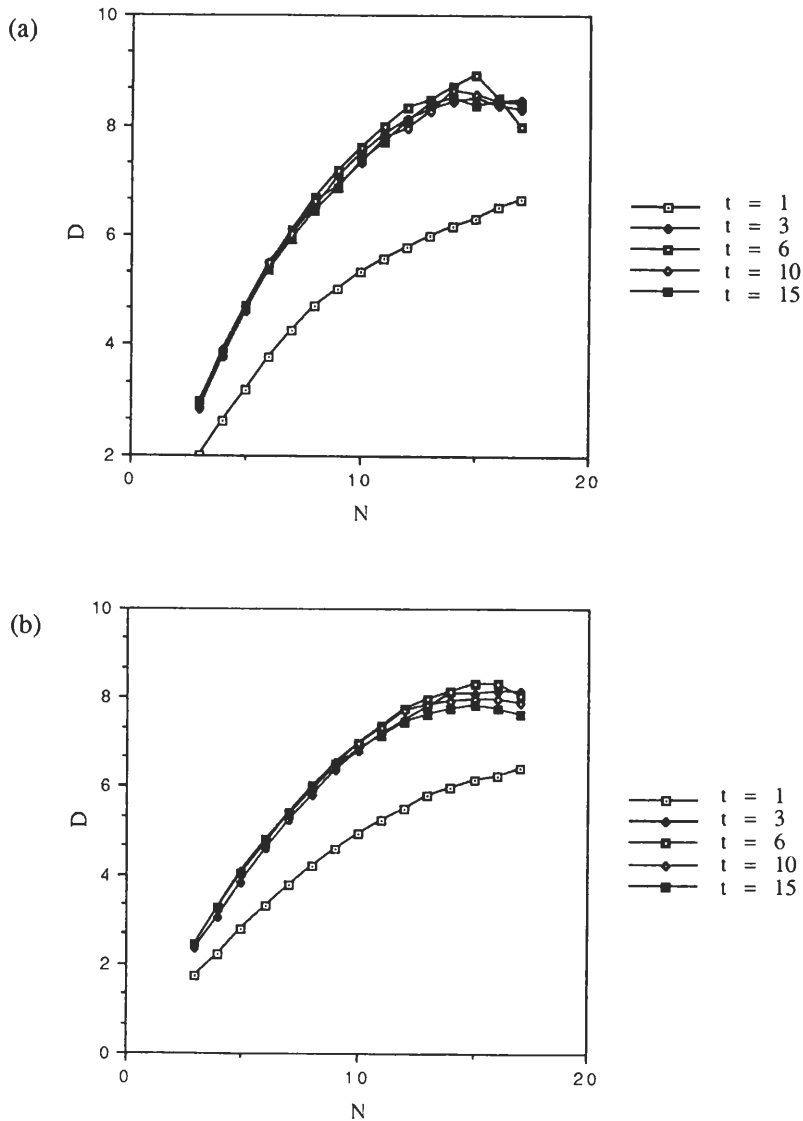 (a)
10
8
6
4
2
D
0
10
20
N
t = 1
t = 3
t = 6
t = 10
t = 15
(b)
10
8
6
4
2
0
D
0
10
20
N
t = 1
t = 3
t = 6
t = 10
t = 15